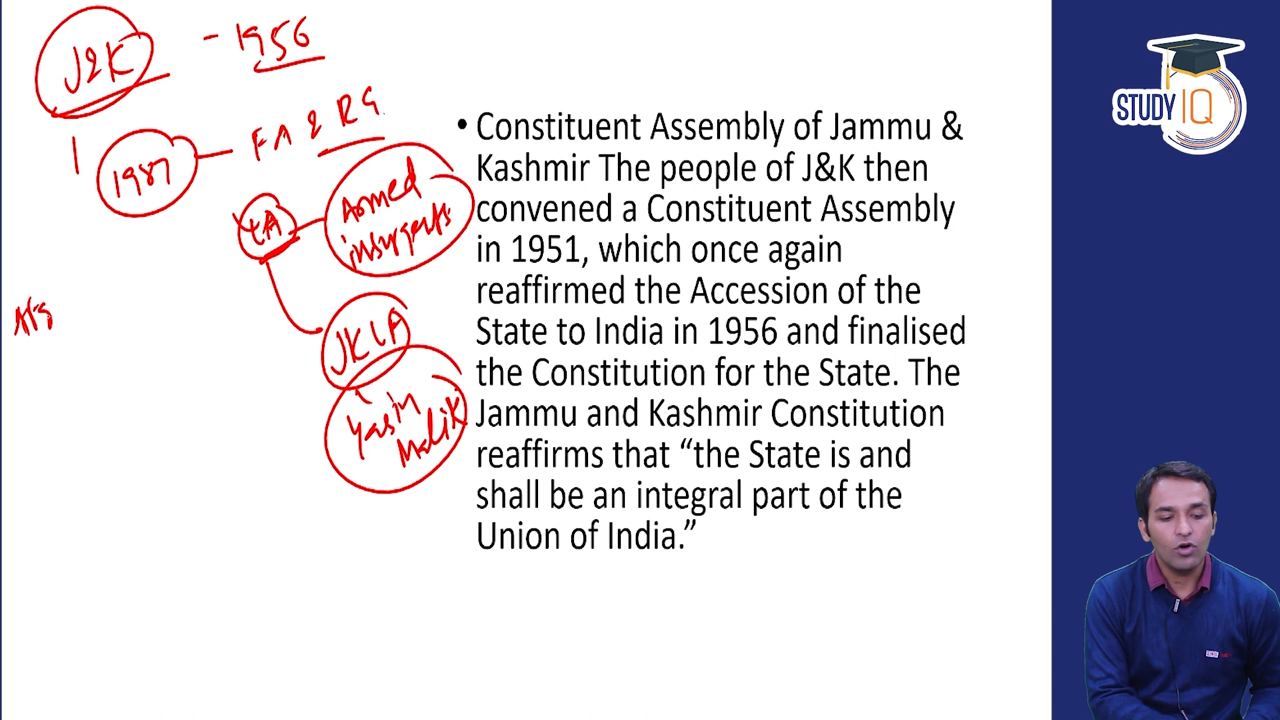 J&K - 1956
1987 - FA & RG
Armed
insurgents
JKLA
Yasin
Malik
Afg
• Constituent Assembly of Jammu &
Kashmir The people of J&K then
convened a Constituent Assembly
in 1951, which once again
reaffirmed the Accession of the
State to India in 1956 and finalised
the Constitution for the State. The
Jammu and Kashmir Constitution
reaffirms that “the State is and
shall be an integral part of the
Union of India.”
STUDY IQ